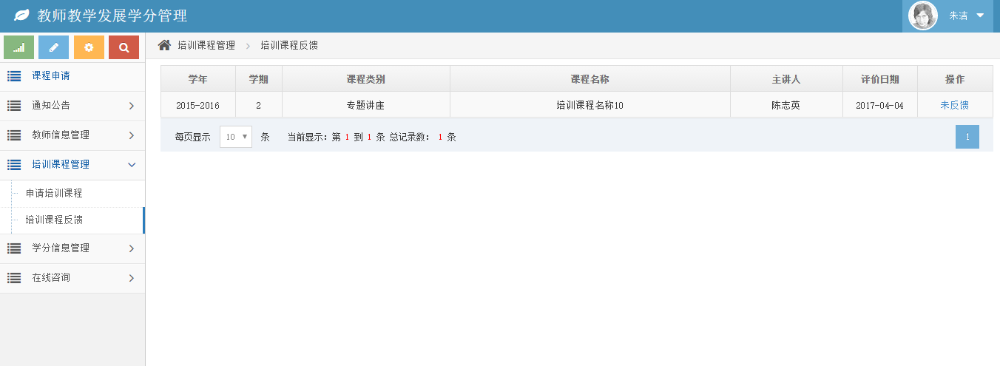 教师教学发展学分管理
朱洁
培训课程管理 > 培训课程反馈
课程申请
通知公告
教师信息管理
培训课程管理
申请培训课程
培训课程反馈
学分信息管理
在线咨询
学年 学期 课程类别 课程名称 主讲人 评价日期 操作
2015-2016 2 专题讲座 培训课程名称10 陈志英 2017-04-04 未反馈
每页显示 10 条 当前显示：第 1 到 1 条 总记录数： 1 条 1